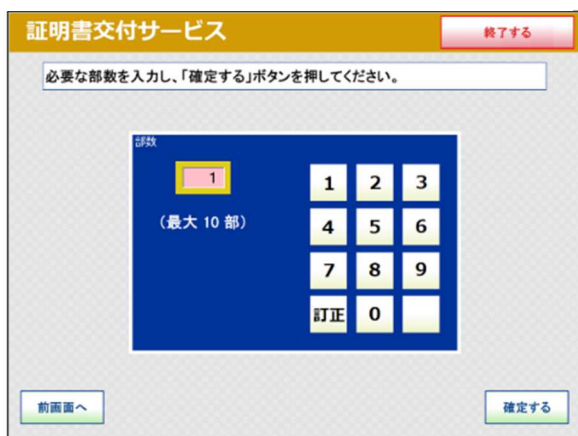 証明書交付サービス
終了する
必要な部数を入力し、「確定する」ボタンを押してください。
部数
1
(最大 10 部)
1 2 3
4 5 6
7 8 9
訂正 0
前画面へ
確定する